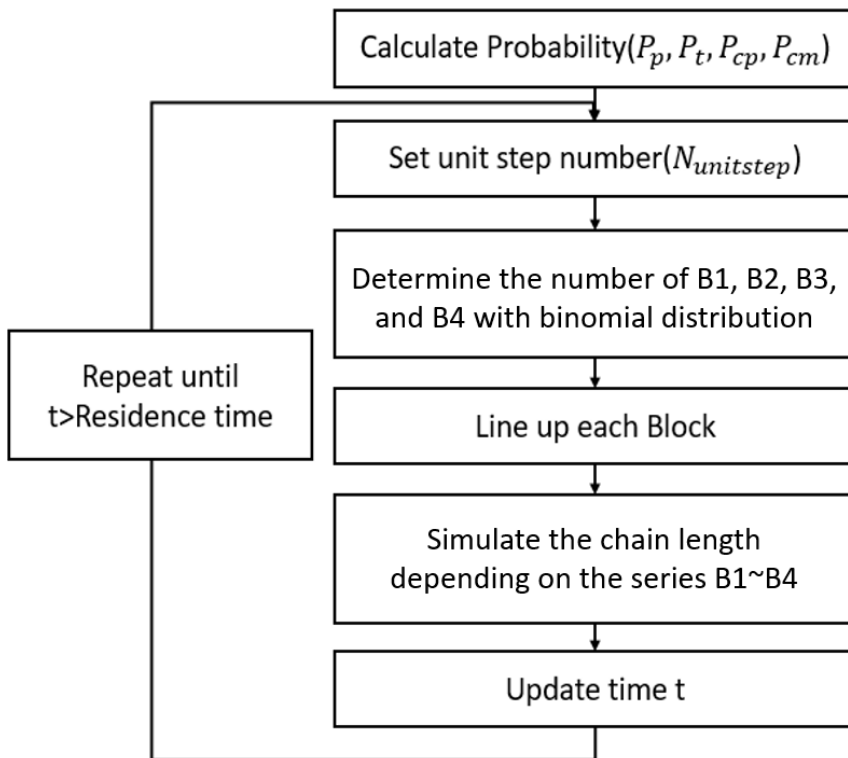 Calculate Probability(P_p, P_t, P_cp, P_cm)
Set unit step number(N_unitstep)
Determine the number of B1, B2, B3,
and B4 with binomial distribution
Repeat until
t>Residence time
Line up each Block
Simulate the chain length
depending on the series B1~B4
Update time t